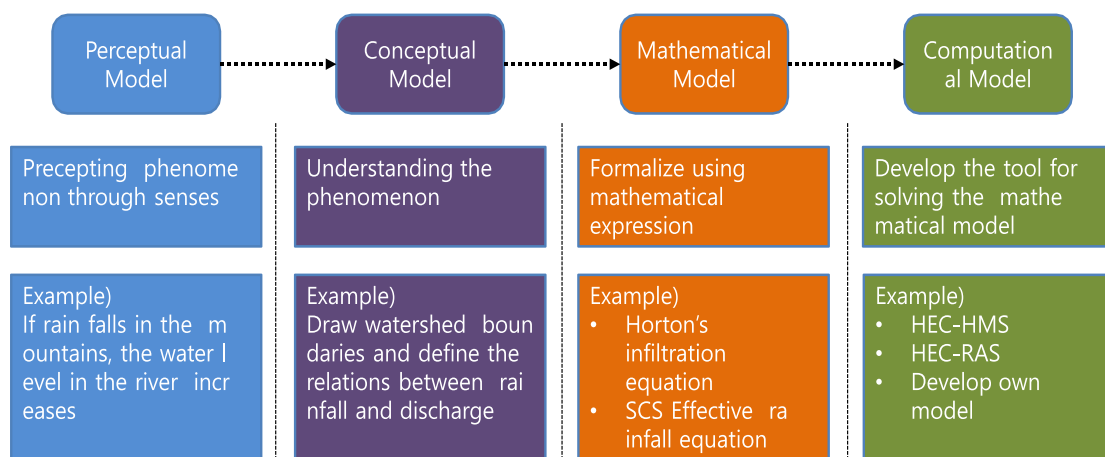 Perceptual
Model
Conceptual
Model
Mathematical
Model
Computation
al Model
Precepting phenome
non through senses
Understanding the
phenomenon
Formalize using
mathematical
expression
Develop the tool for
solving the mathe
matical model
Example)
If rain falls in the m
ountains, the water l
evel in the river incr
eases
Example)
Draw watershed boun
daries and define the
relations between rai
nfall and discharge
Example)
• Horton's
infiltration
equation
• SCS Effective ra
infall equation
Example)
• HEC-HMS
• HEC-RAS
• Develop own
model